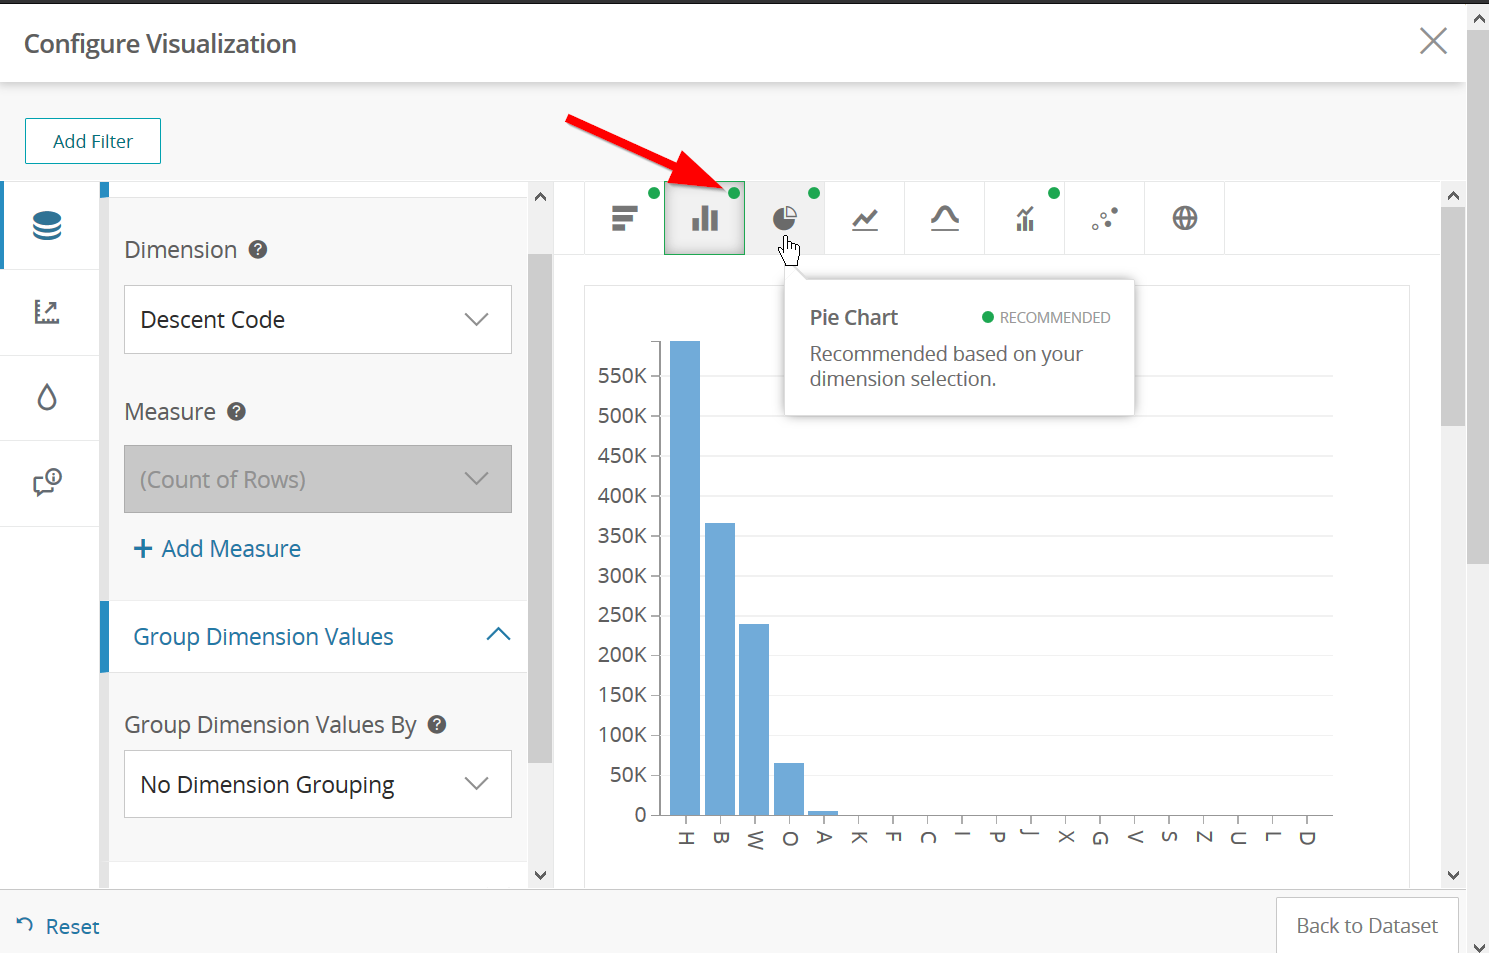 Configure Visualization
Add Filter
Dimension ?
Descent Code
Measure ?
(Count of Rows)
+ Add Measure
Group Dimension Values
Group Dimension Values By ?
No Dimension Grouping
Pie Chart RECOMMENDED
Recommended based on your
dimension selection.
550K
500K
450K
400K
350K
300K
250K
200K
150K
100K
50K
0
H B W O A K F C I P J X G V S Z U L D
Reset
Back to Dataset